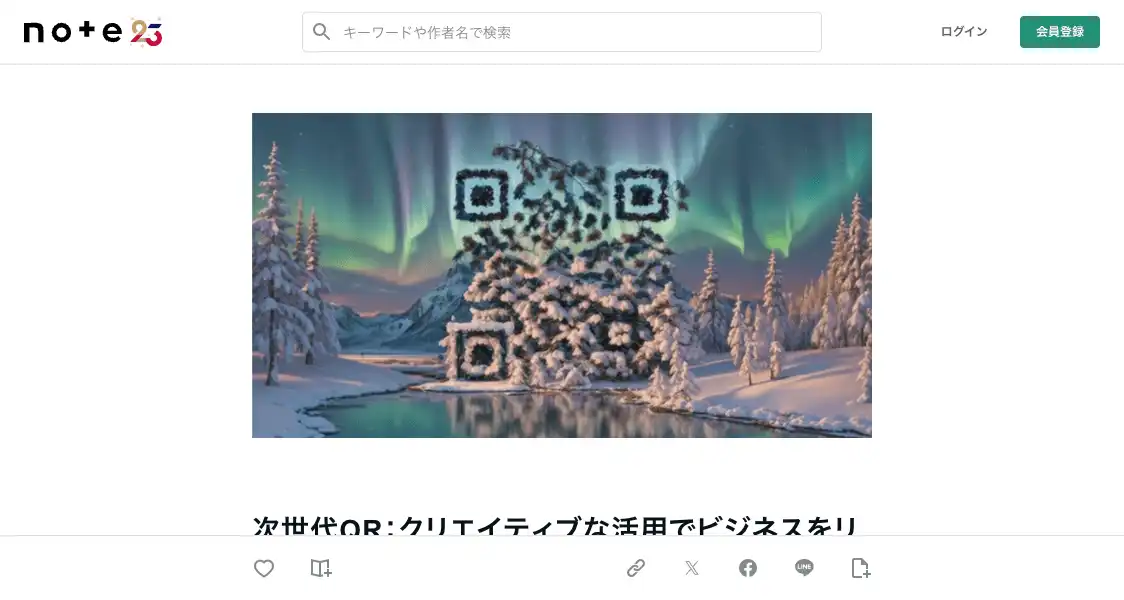 note 23
キーワードや作者名で検索
ログイン
会員登録
次世代QR：クリエイティブな活用でビジネスをリ
LINE